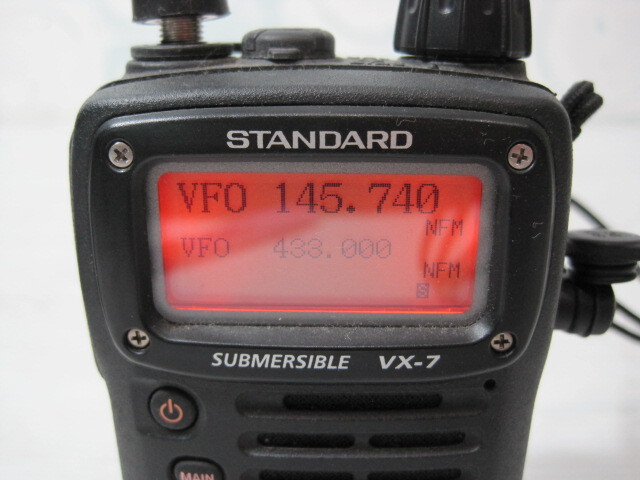 STANDARD
VFO 145.740
NFM
VFO 433.000
NFM
S
SUBMERSIBLE VX-7
MAIN